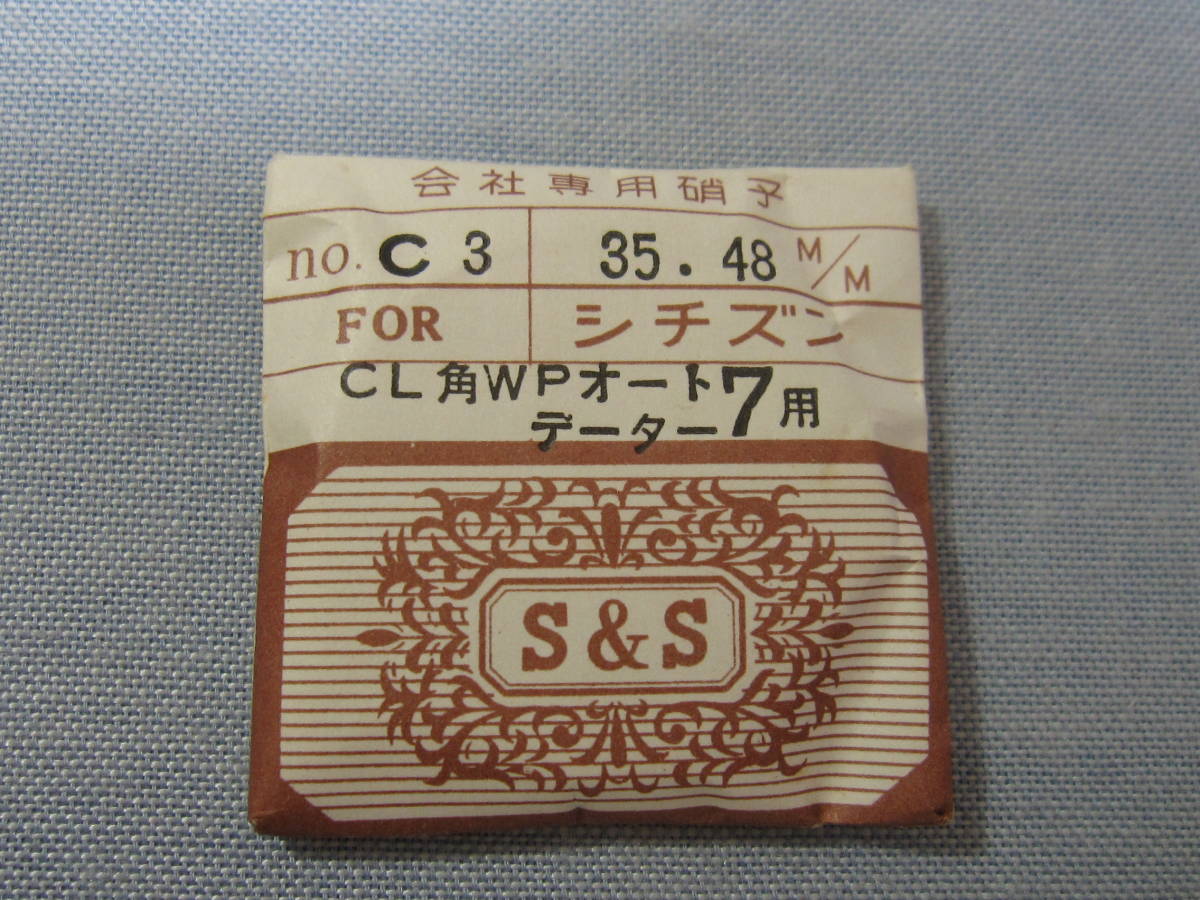 会社専用硝子
no. C 3 35.48 M/M
FOR シチズン
CL角WPオートデーター7用
S&S